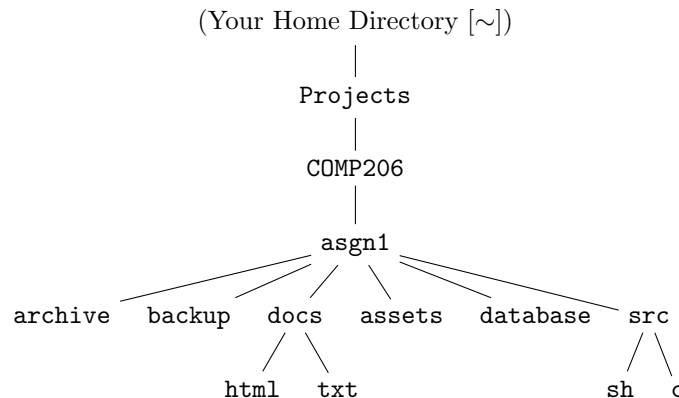 (Your Home Directory [~])
Projects
COMP206
asgn1
archive backup docs assets database src
html txt sh c